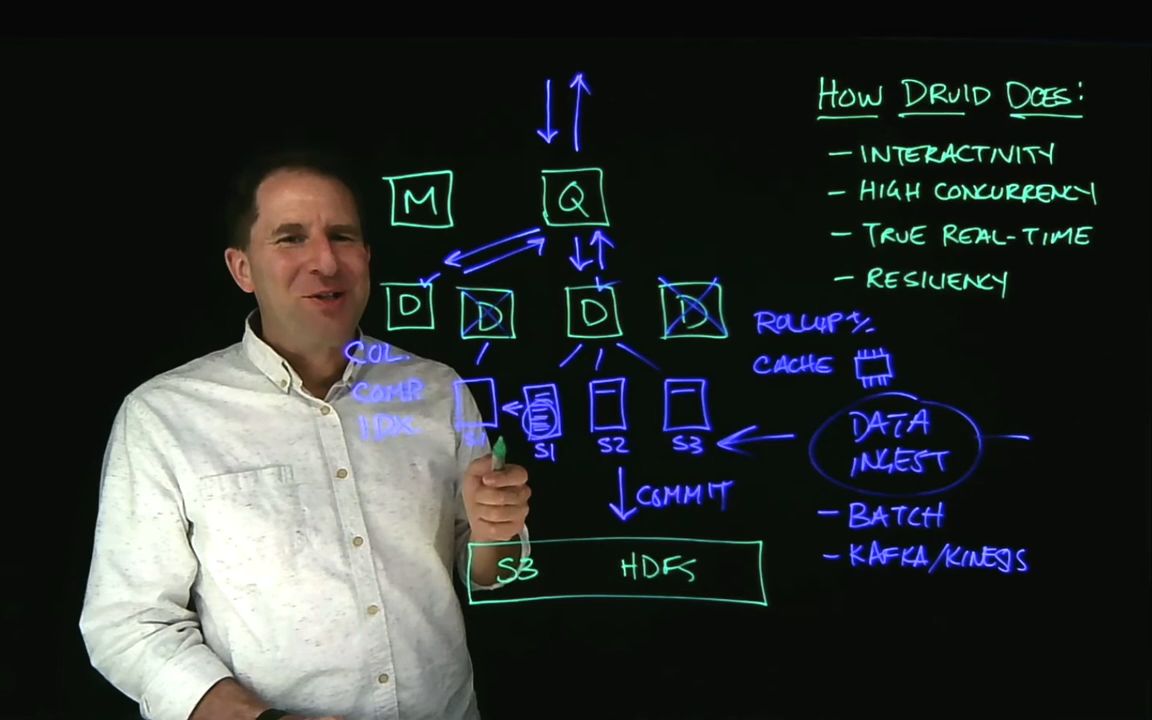 HOW DRUID DOES:
- INTERACTIVITY
- HIGH CONCURRENCY
- TRUE REAL-TIME
- RESILIENCY
M
Q
D
D
D
D
ROLLUP %
CACHE
COL.
COMP
IDX
S1
S1
S2
S3
DATA
INGEST
COMMIT
- BATCH
- KAFKA/KINESIS
S3
HDFS